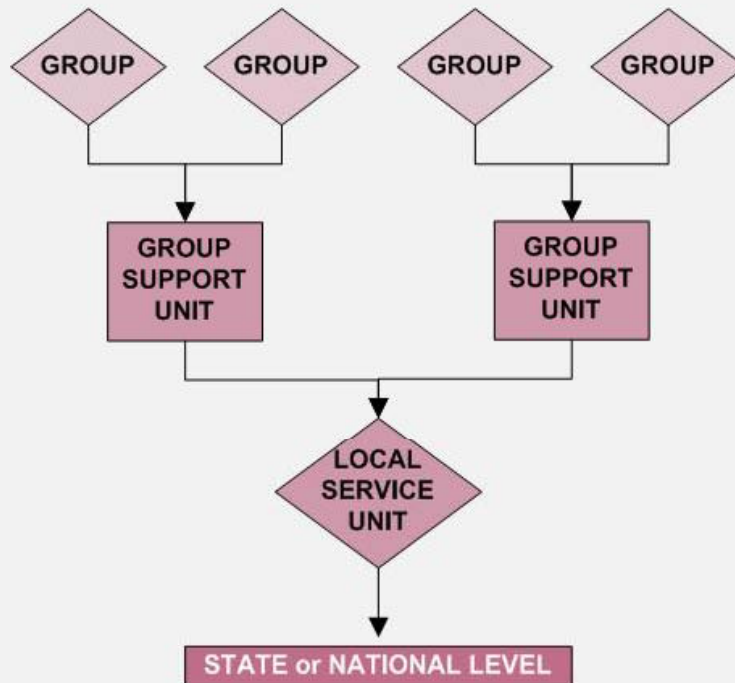 GROUP
GROUP
GROUP
GROUP
GROUP
SUPPORT
UNIT
GROUP
SUPPORT
UNIT
LOCAL
SERVICE
UNIT
STATE or NATIONAL LEVEL